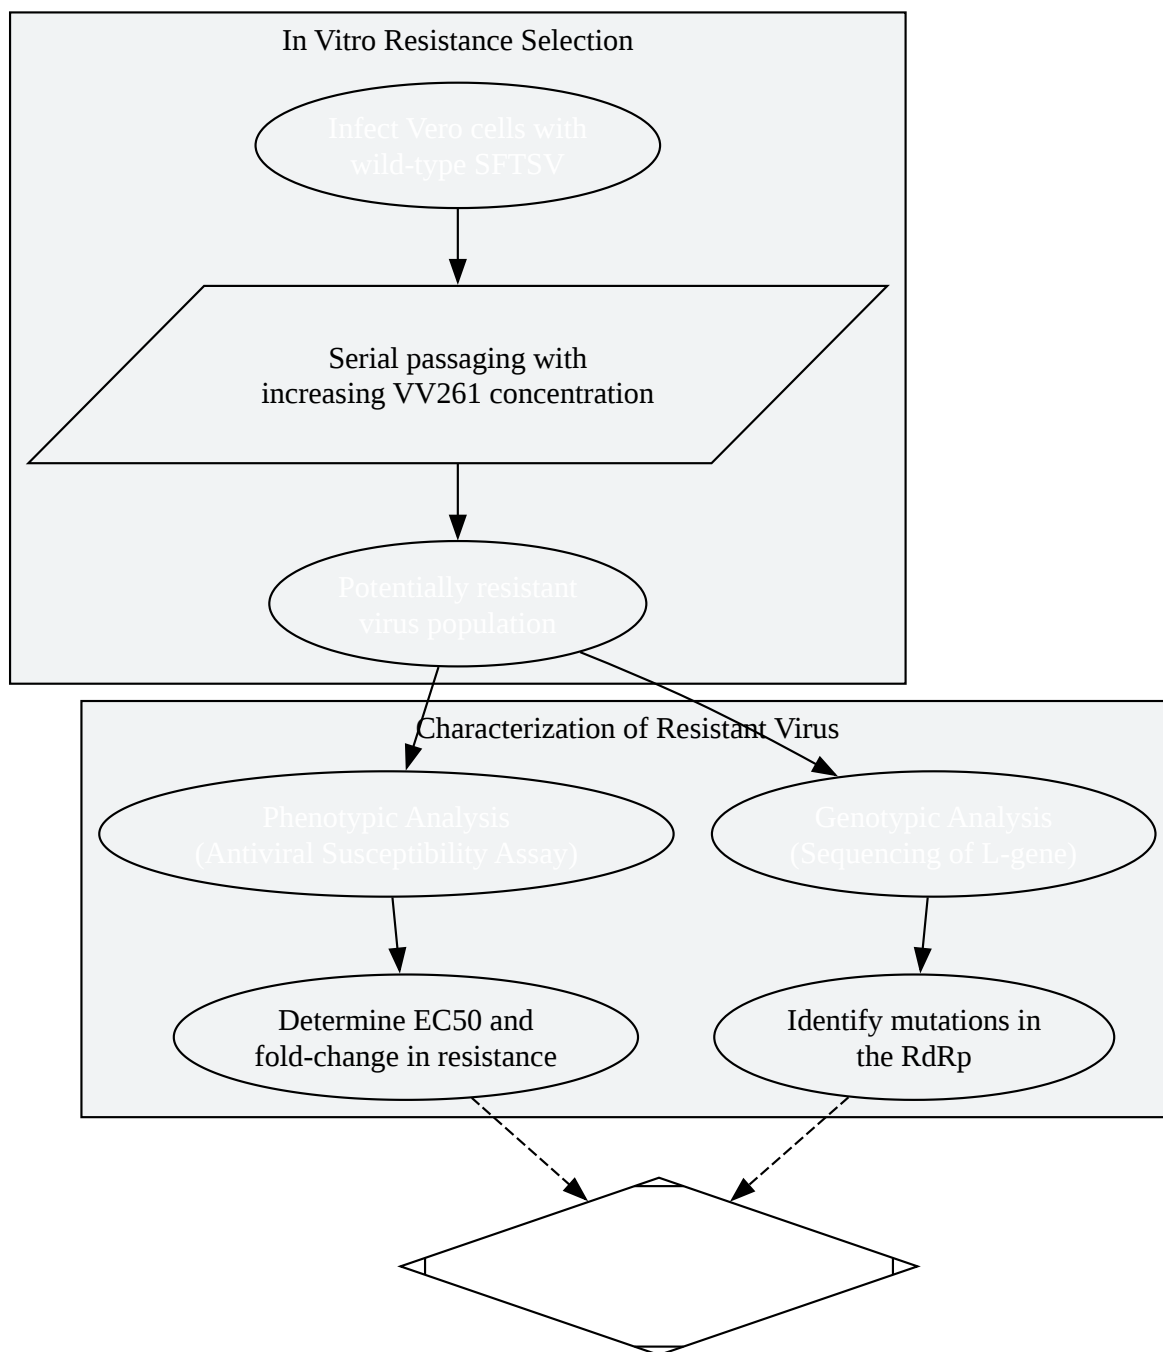 In Vitro Resistance Selection
Infect Vero cells with
wild-type SFTSV
Serial passaging with
increasing VV261 concentration
Potentially resistant
virus population
Characterization of Resistant Virus
Phenotypic Analysis
(Antiviral Susceptibility Assay)
Genotypic Analysis
(Sequencing of L-gene)
Determine EC50 and
fold-change in resistance
Identify mutations in
the RdRp